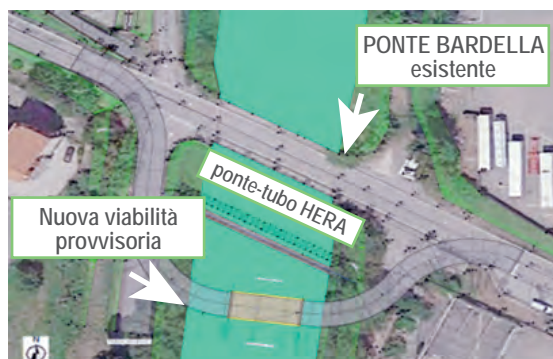 PONTE BARDELLA
esistente
ponte-tubo HERA
Nuova viabilità
provvisoria
N